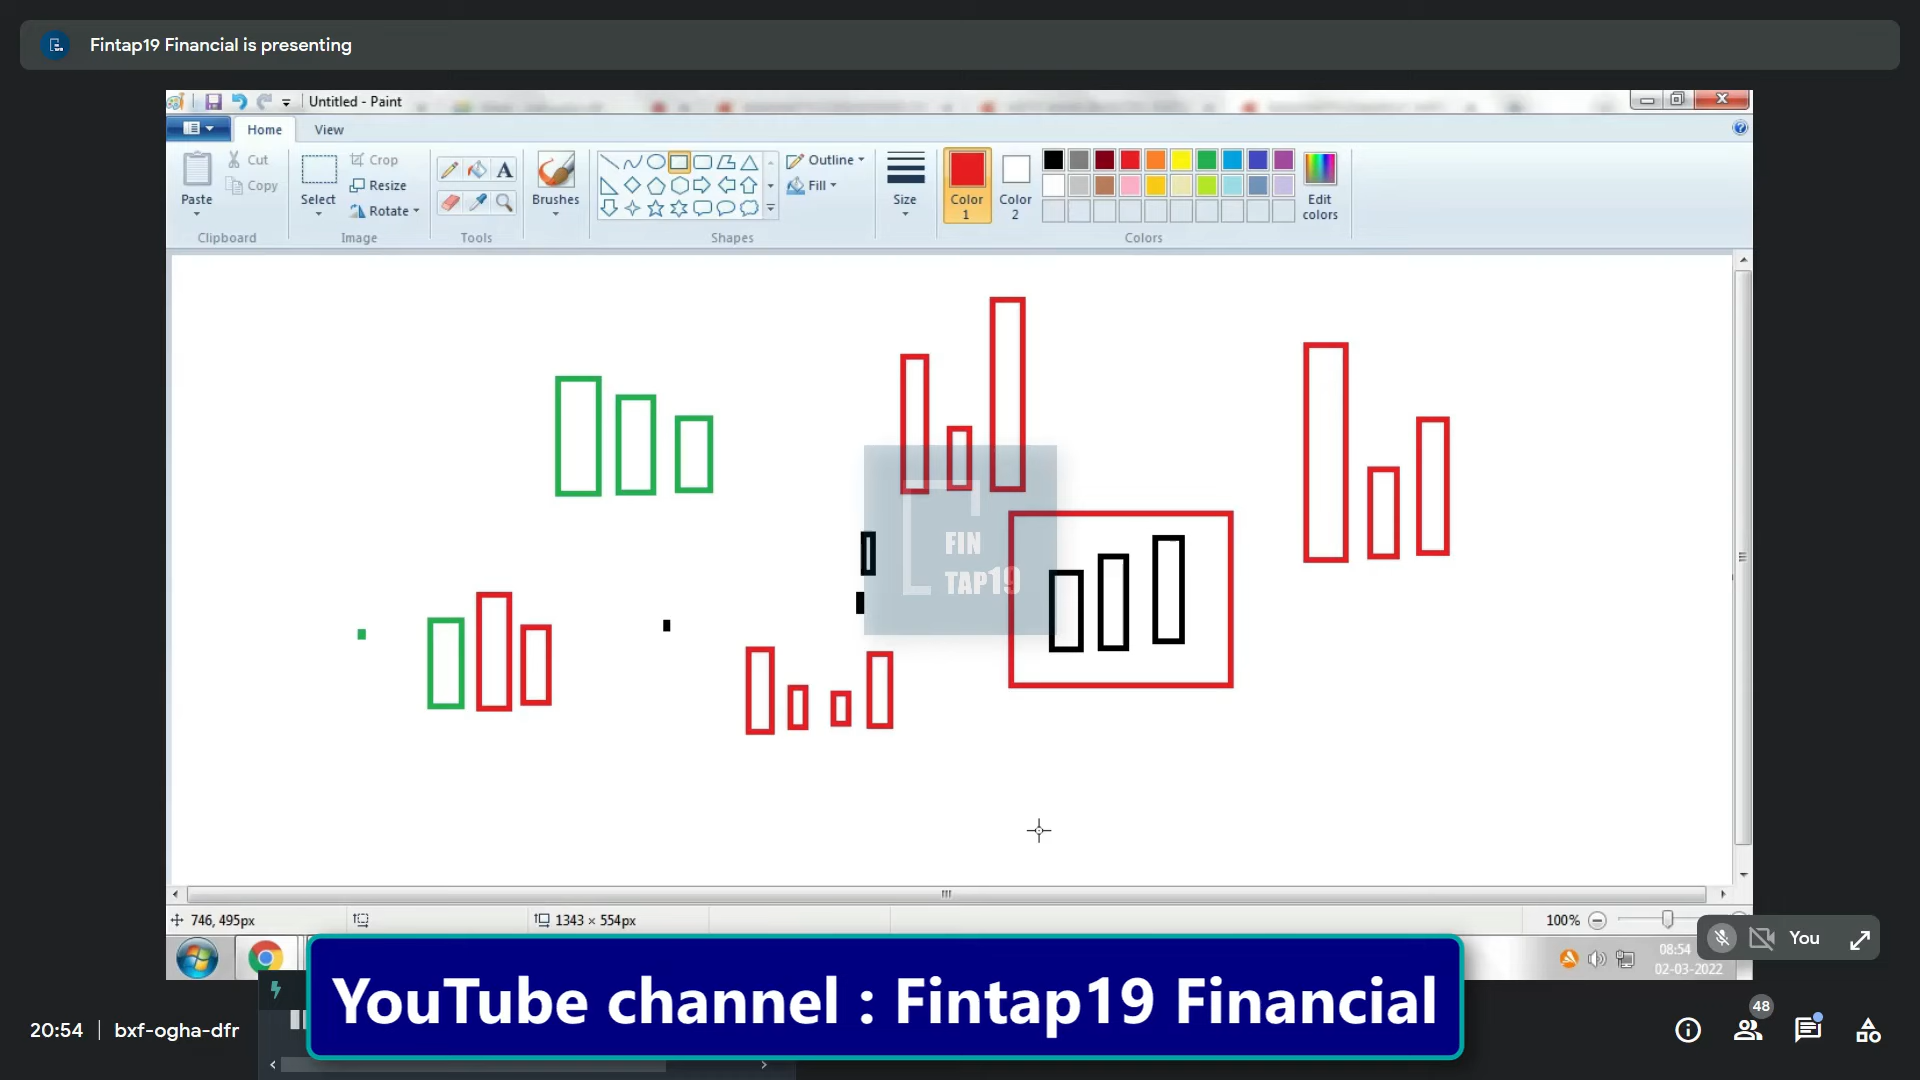 Fintap19 Financial is presenting
Untitled - Paint
Home View
Paste
Cut
Copy
Clipboard
Select
Crop
Resize
Rotate
Image
A
Tools
Brushes
Outline
Fill
Shapes
Size
Color
1
Color
2
Edit
colors
Colors
FIN
TAP19
746, 495px
1343 × 554px
100%
You
08:54
02-03-2022
YouTube channel : Fintap19 Financial
20:54 | bxf-ogha-dfr
48